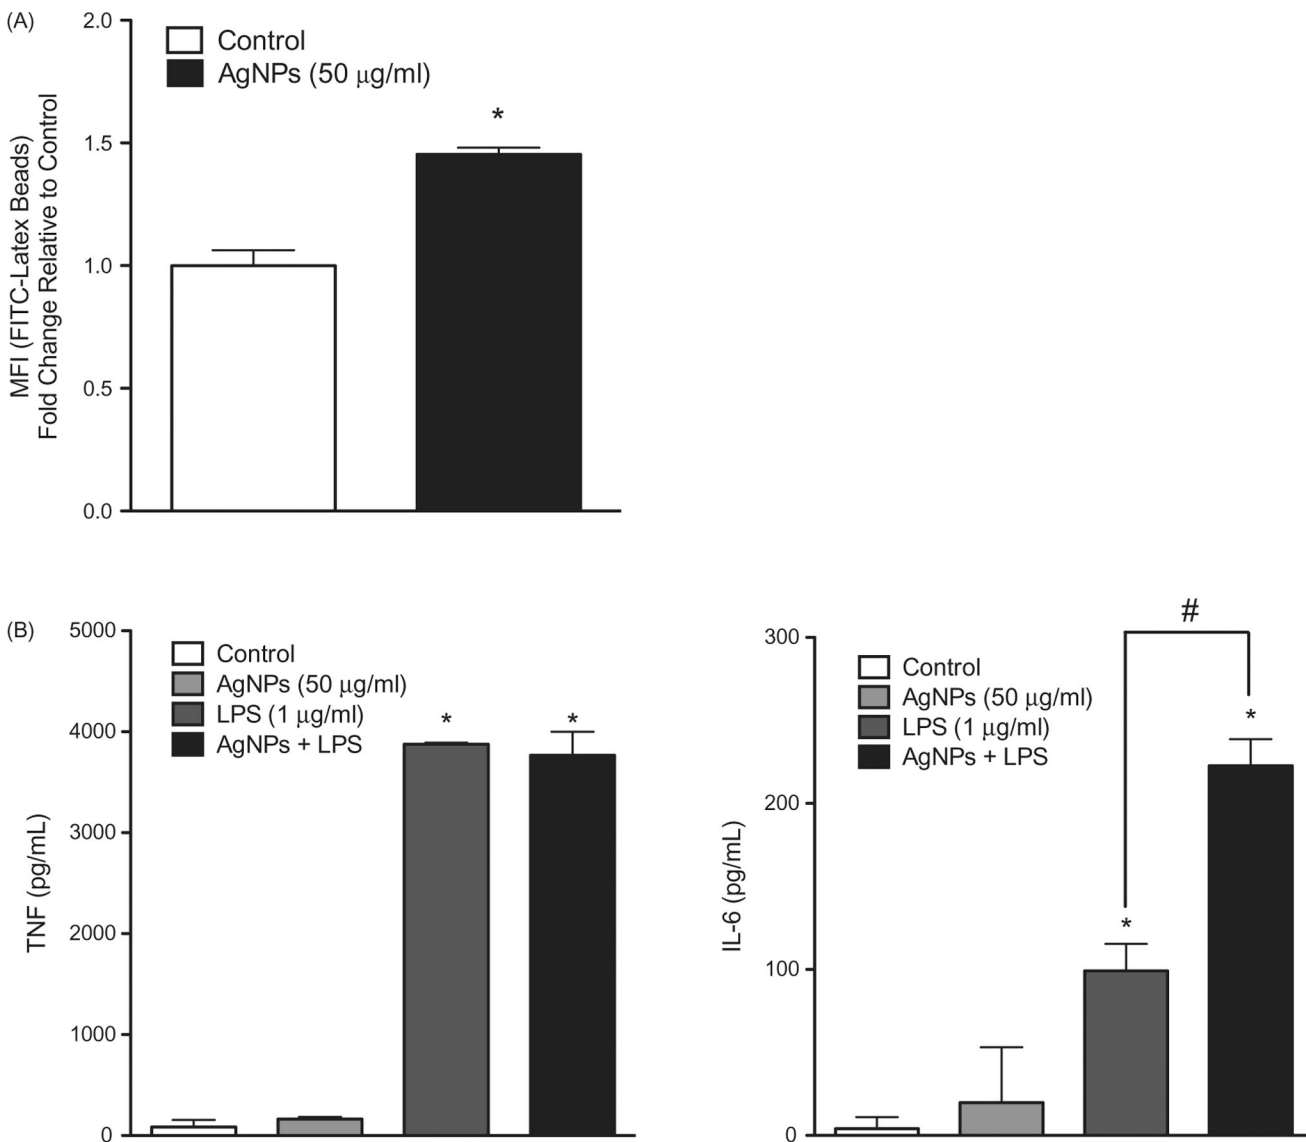 (A)
2.0
1.5
1.0
0.5
0.0
MFI (FITC-Latex Beads)
Fold Change Relative to Control
Control
AgNPs (50 μg/ml)
*
(B)
5000
4000
3000
2000
1000
0
TNF (pg/mL)
Control
AgNPs (50 μg/ml)
LPS (1 μg/ml)
AgNPs + LPS
*
*
300
200
100
0
IL-6 (pg/mL)
Control
AgNPs (50 μg/ml)
LPS (1 μg/ml)
AgNPs + LPS
#
*
*